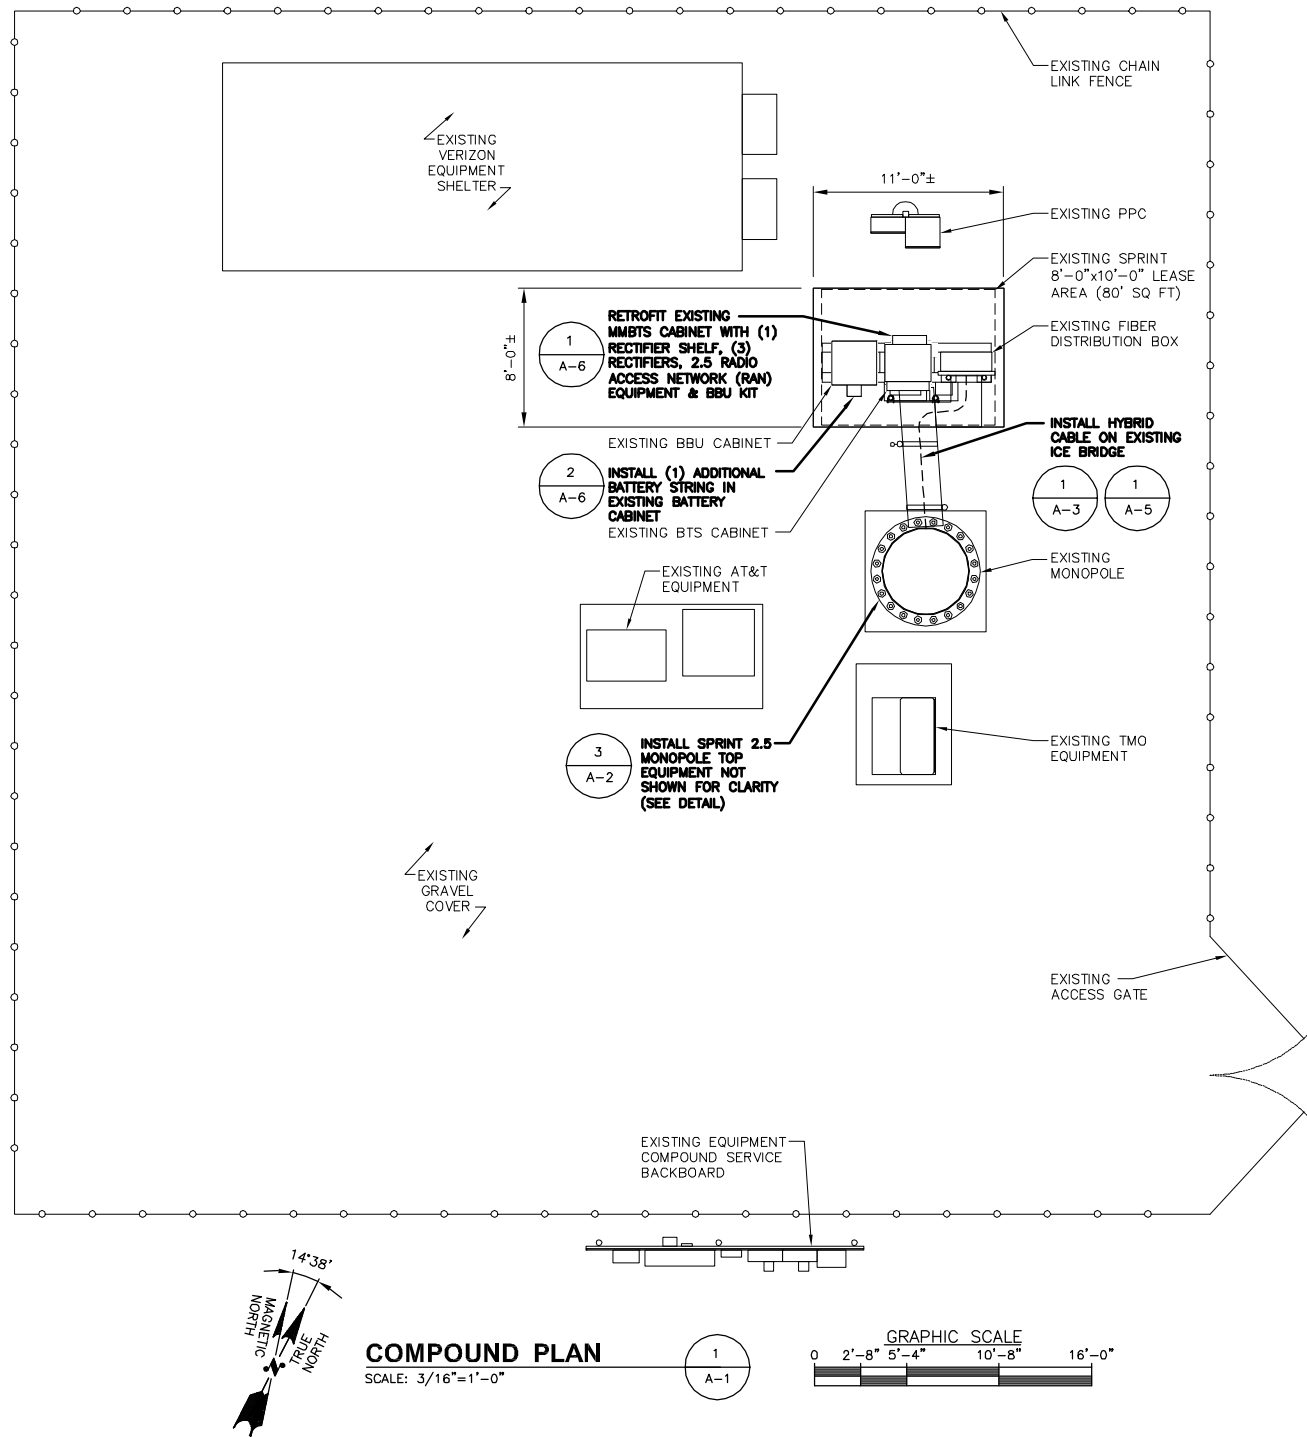 EXISTING CHAIN
LINK FENCE
EXISTING
VERIZON
EQUIPMENT
SHELTER
11'-0"±
EXISTING PPC
EXISTING SPRINT
8'-0"x10'-0" LEASE
AREA (80' SQ FT)
8'-0"±
1
A-6
RETROFIT EXISTING
MMBTS CABINET WITH (1)
RECTIFIER SHELF, (3)
RECTIFIERS, 2.5 RADIO
ACCESS NETWORK (RAN)
EQUIPMENT & BBU KIT
EXISTING FIBER
DISTRIBUTION BOX
EXISTING BBU CABINET
INSTALL HYBRID
CABLE ON EXISTING
ICE BRIDGE
2
A-6
INSTALL (1) ADDITIONAL
BATTERY STRING IN
EXISTING BATTERY
CABINET
1
A-3
1
A-5
EXISTING BTS CABINET
EXISTING
MONOPOLE
EXISTING AT&T
EQUIPMENT
3
A-2
INSTALL SPRINT 2.5
MONOPOLE TOP
EQUIPMENT NOT
SHOWN FOR CLARITY
(SEE DETAIL)
EXISTING TMO
EQUIPMENT
EXISTING
GRAVEL
COVER
EXISTING
ACCESS GATE
EXISTING EQUIPMENT
COMPOUND SERVICE
BACKBOARD
14°38'
MAGNETIC
NORTH
TRUE
NORTH
N
COMPOUND PLAN
SCALE: 3/16"=1'-0"
1
A-1
GRAPHIC SCALE
0 2'-8" 5'-4" 10'-8" 16'-0"